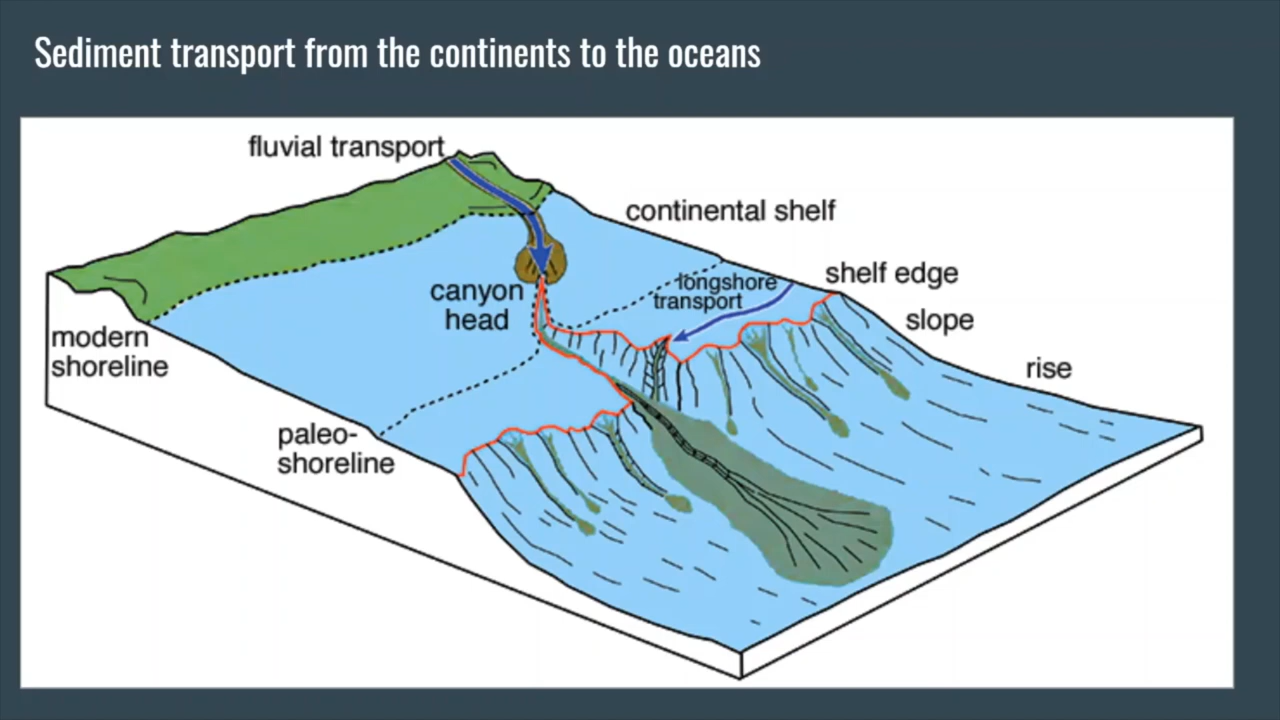 Sediment transport from the continents to the oceans
fluvial transport
continental shelf
canyon
head
longshore
transport
shelf edge
slope
rise
modern
shoreline
paleo-
shoreline